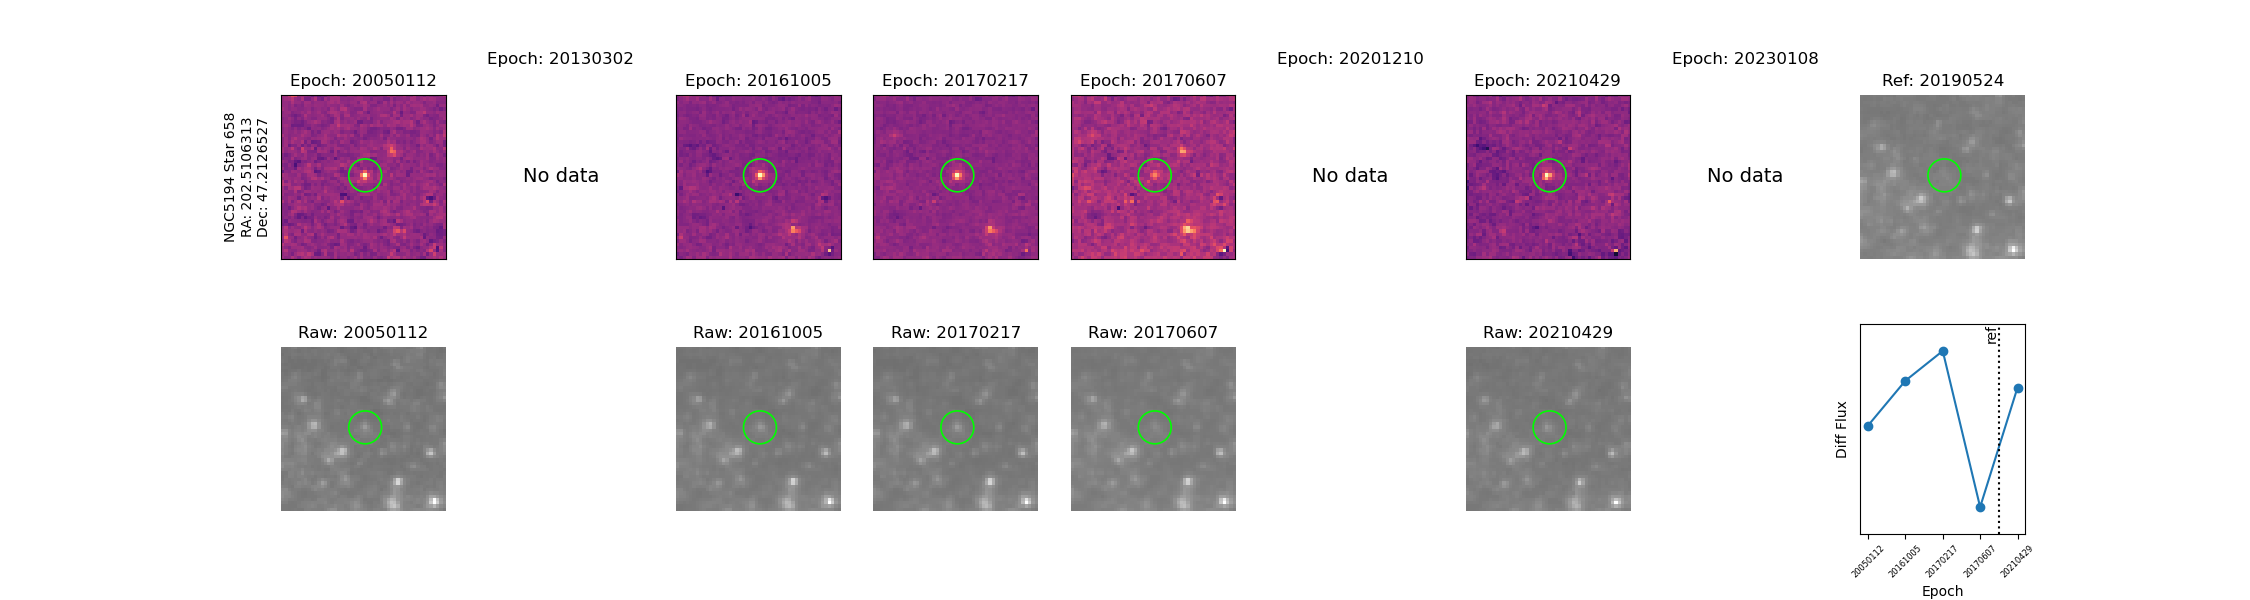 Epoch: 20050112
Epoch: 20130302
Epoch: 20161005
Epoch: 20170217
Epoch: 20170607
Epoch: 20201210
Epoch: 20210429
Epoch: 20230108
Ref: 20190524
NGC5194 Star 658
RA: 202.5106313
Dec: 47.2126527
No data
No data
No data
Raw: 20050112
Raw: 20161005
Raw: 20170217
Raw: 20170607
Raw: 20210429
ref
Diff Flux
20050112
20161005
20170217
20170607
20210429
Epoch